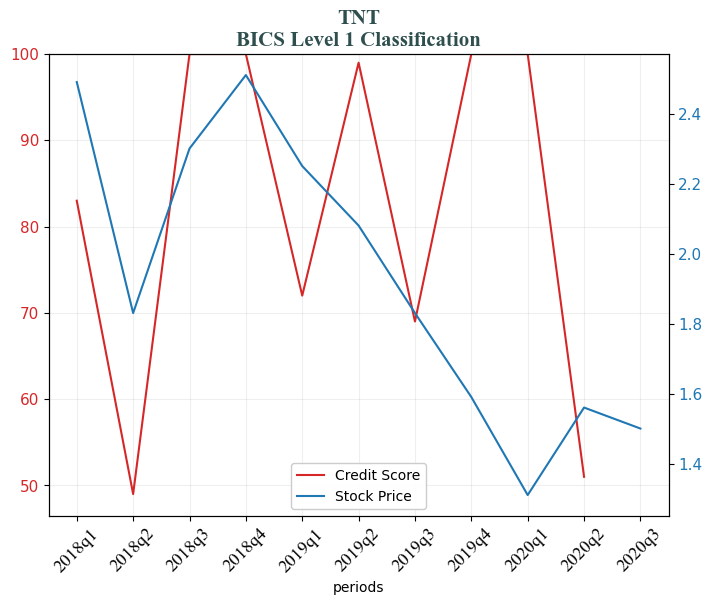 TNT
BICS Level 1 Classification
100
90
80
70
60
50
2.4
2.2
2.0
1.8
1.6
1.4
Credit Score
Stock Price
2018q1
2018q2
2018q3
2018q4
2019q1
2019q2
2019q3
2019q4
2020q1
2020q2
2020q3
periods